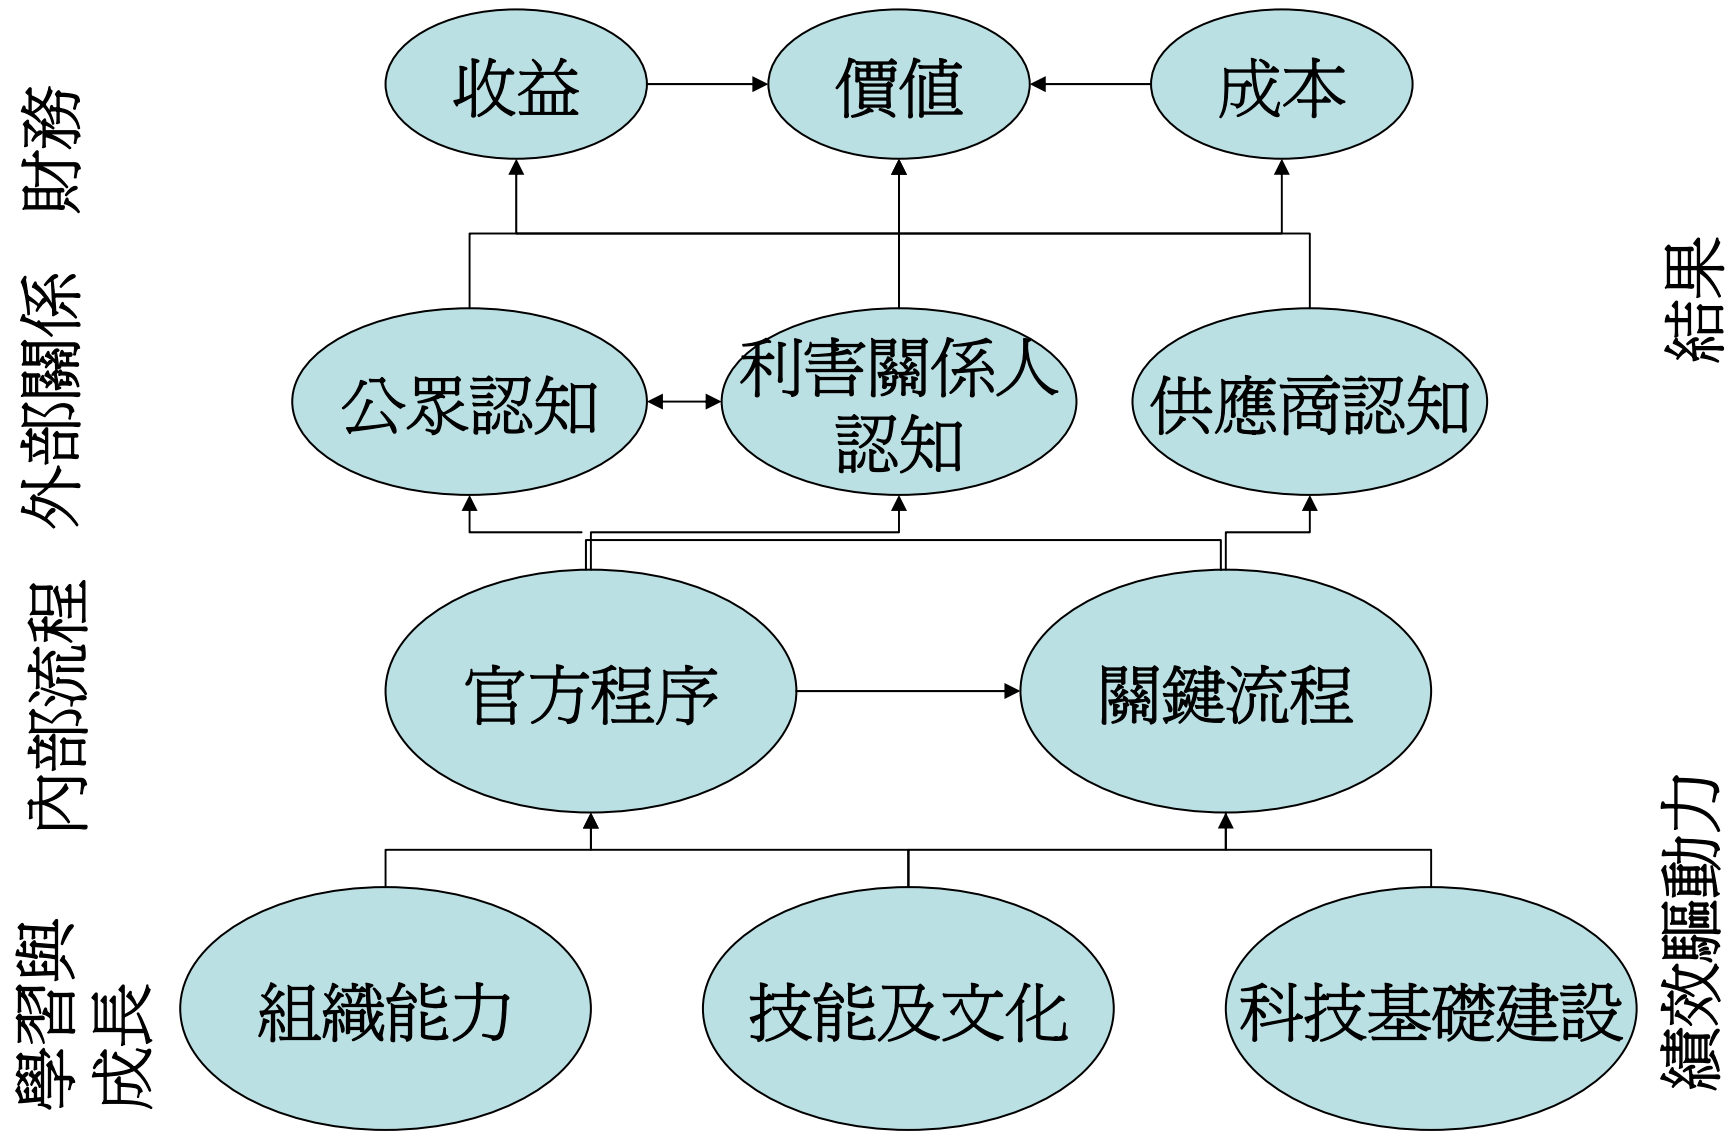 財務
收益
價值
成本
外部關係
公眾認知
利害關係人
認知
供應商認知
結果
內部流程
官方程序
關鍵流程
學習與
成長
組織能力
技能及文化
科技基礎建設
績效驅動力